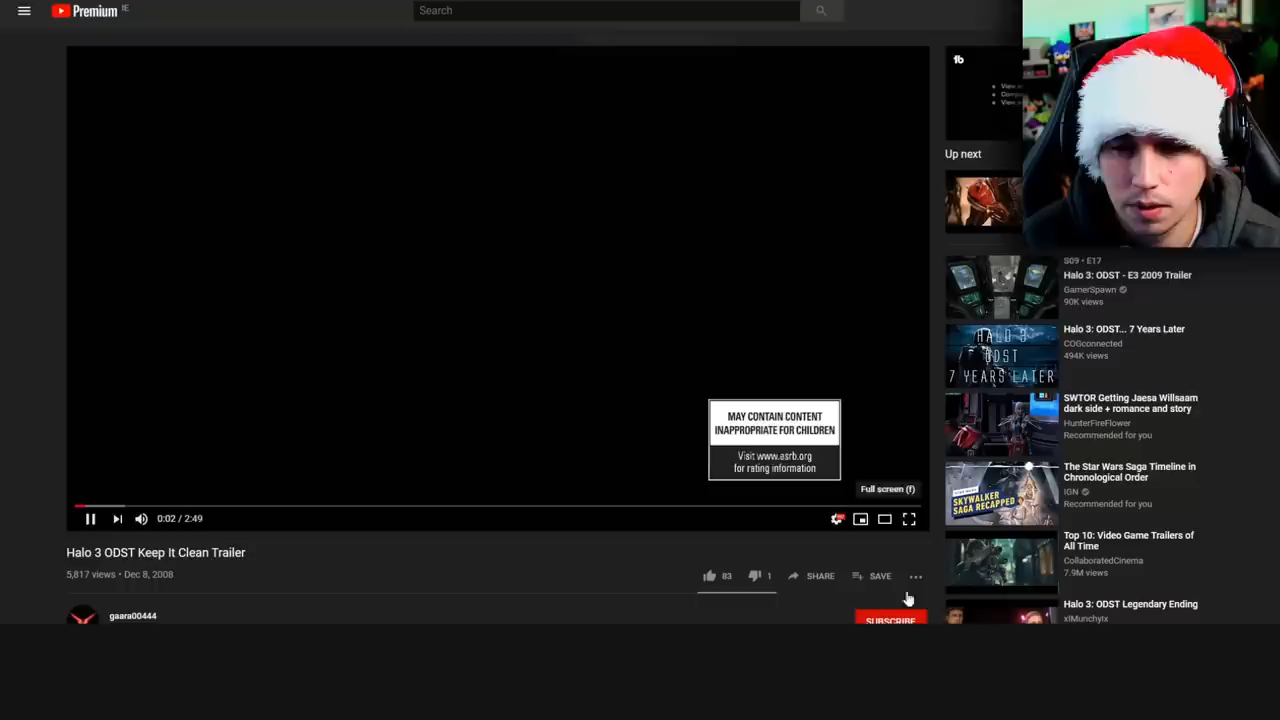 Premium IE
Search
fb
Up next
MAY CONTAIN CONTENT
INAPPROPRIATE FOR CHILDREN
Visit www.esrb.org
for rating information
Full screen (f)
0:02 / 2:49
Halo 3 ODST Keep It Clean Trailer
5,817 views • Dec 8, 2008
83
1
SHARE
SAVE
gaara00444
SUBSCRIBE
S09 • E17
Halo 3: ODST - E3 2009 Trailer
GamerSpawn
90K views
HALO 3
ODST
7 YEARS LATER
Halo 3: ODST... 7 Years Later
COGconnected
494K views
SWTOR Getting Jaesa Willsaam
dark side + romance and story
HunterFireFlower
Recommended for you
SKYWALKER
SAGA RECAPPED
The Star Wars Saga Timeline in
Chronological Order
IGN
Recommended for you
Top 10: Video Game Trailers of
All Time
CollaboratedCinema
7.9M views
Halo 3: ODST Legendary Ending
xIMunchyIx